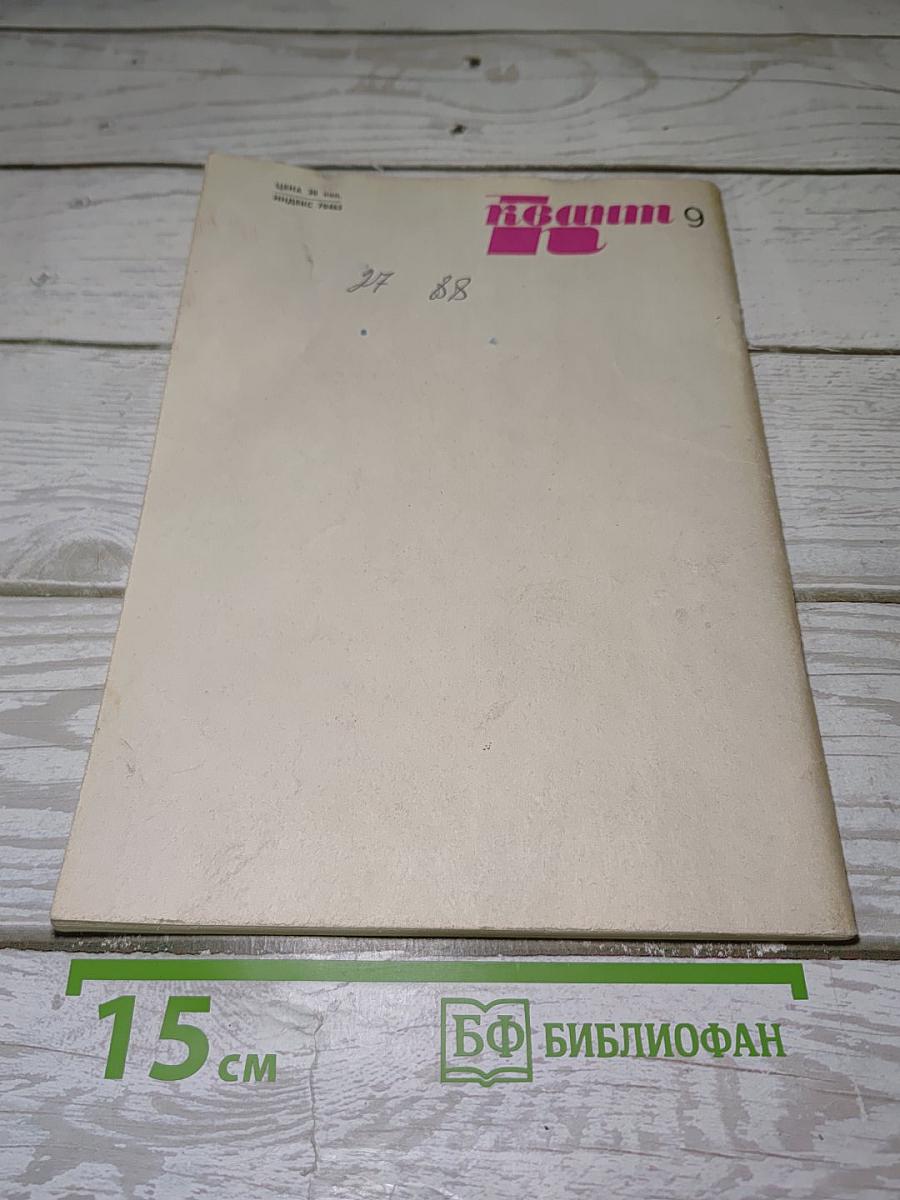 ЦЕНА 30 коп.
ИНДЕКС 70465
квант 9
27 88
15 см
БФ БИБЛИОФАН